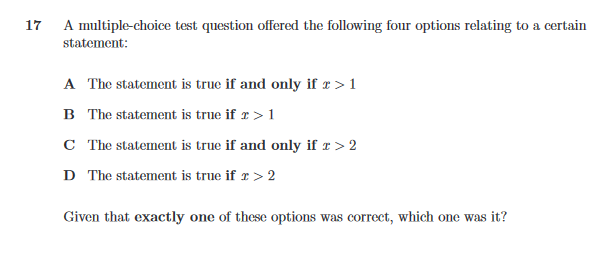 17 A multiple-choice test question offered the following four options relating to a certain
statement:
A The statement is true if and only if x > 1
B The statement is true if x > 1
C The statement is true if and only if x > 2
D The statement is true if x > 2
Given that exactly one of these options was correct, which one was it?